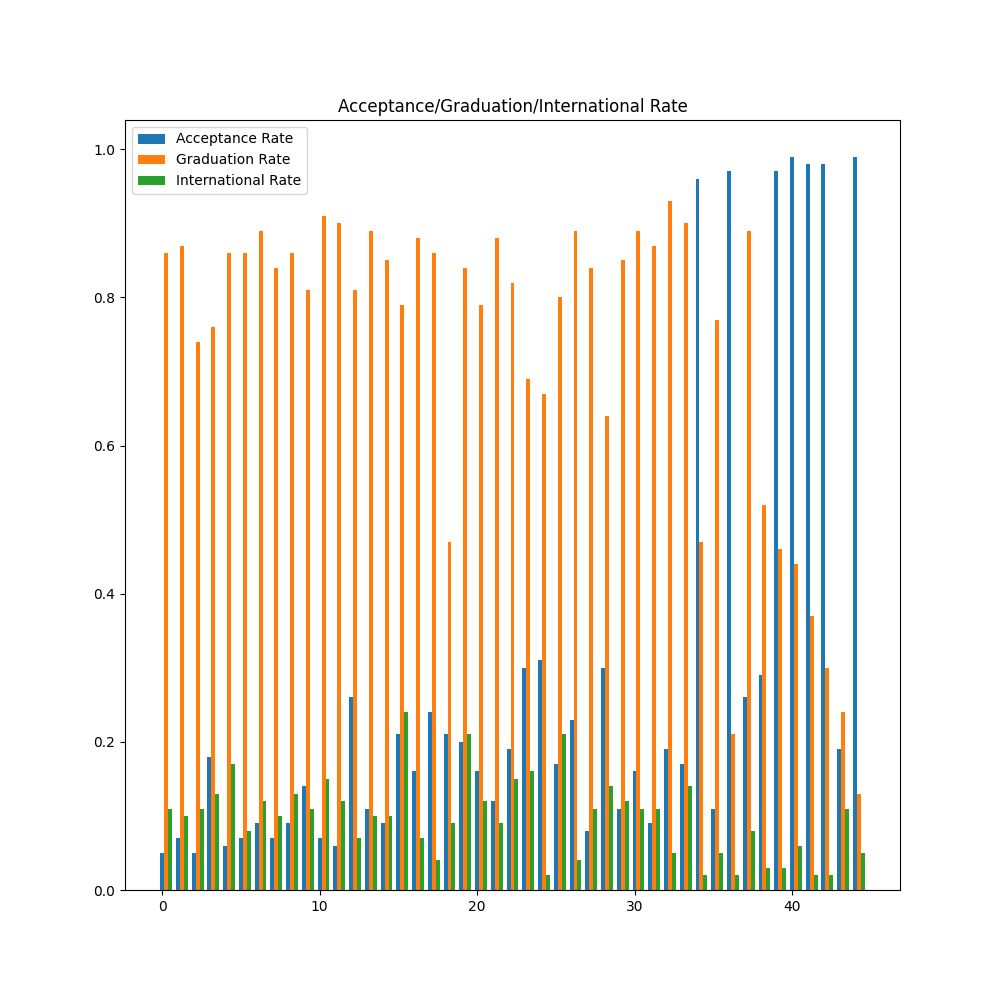 Acceptance/Graduation/International Rate
Acceptance Rate
Graduation Rate
International Rate
1.0
0.8
0.6
0.4
0.2
0.0
0 10 20 30 40